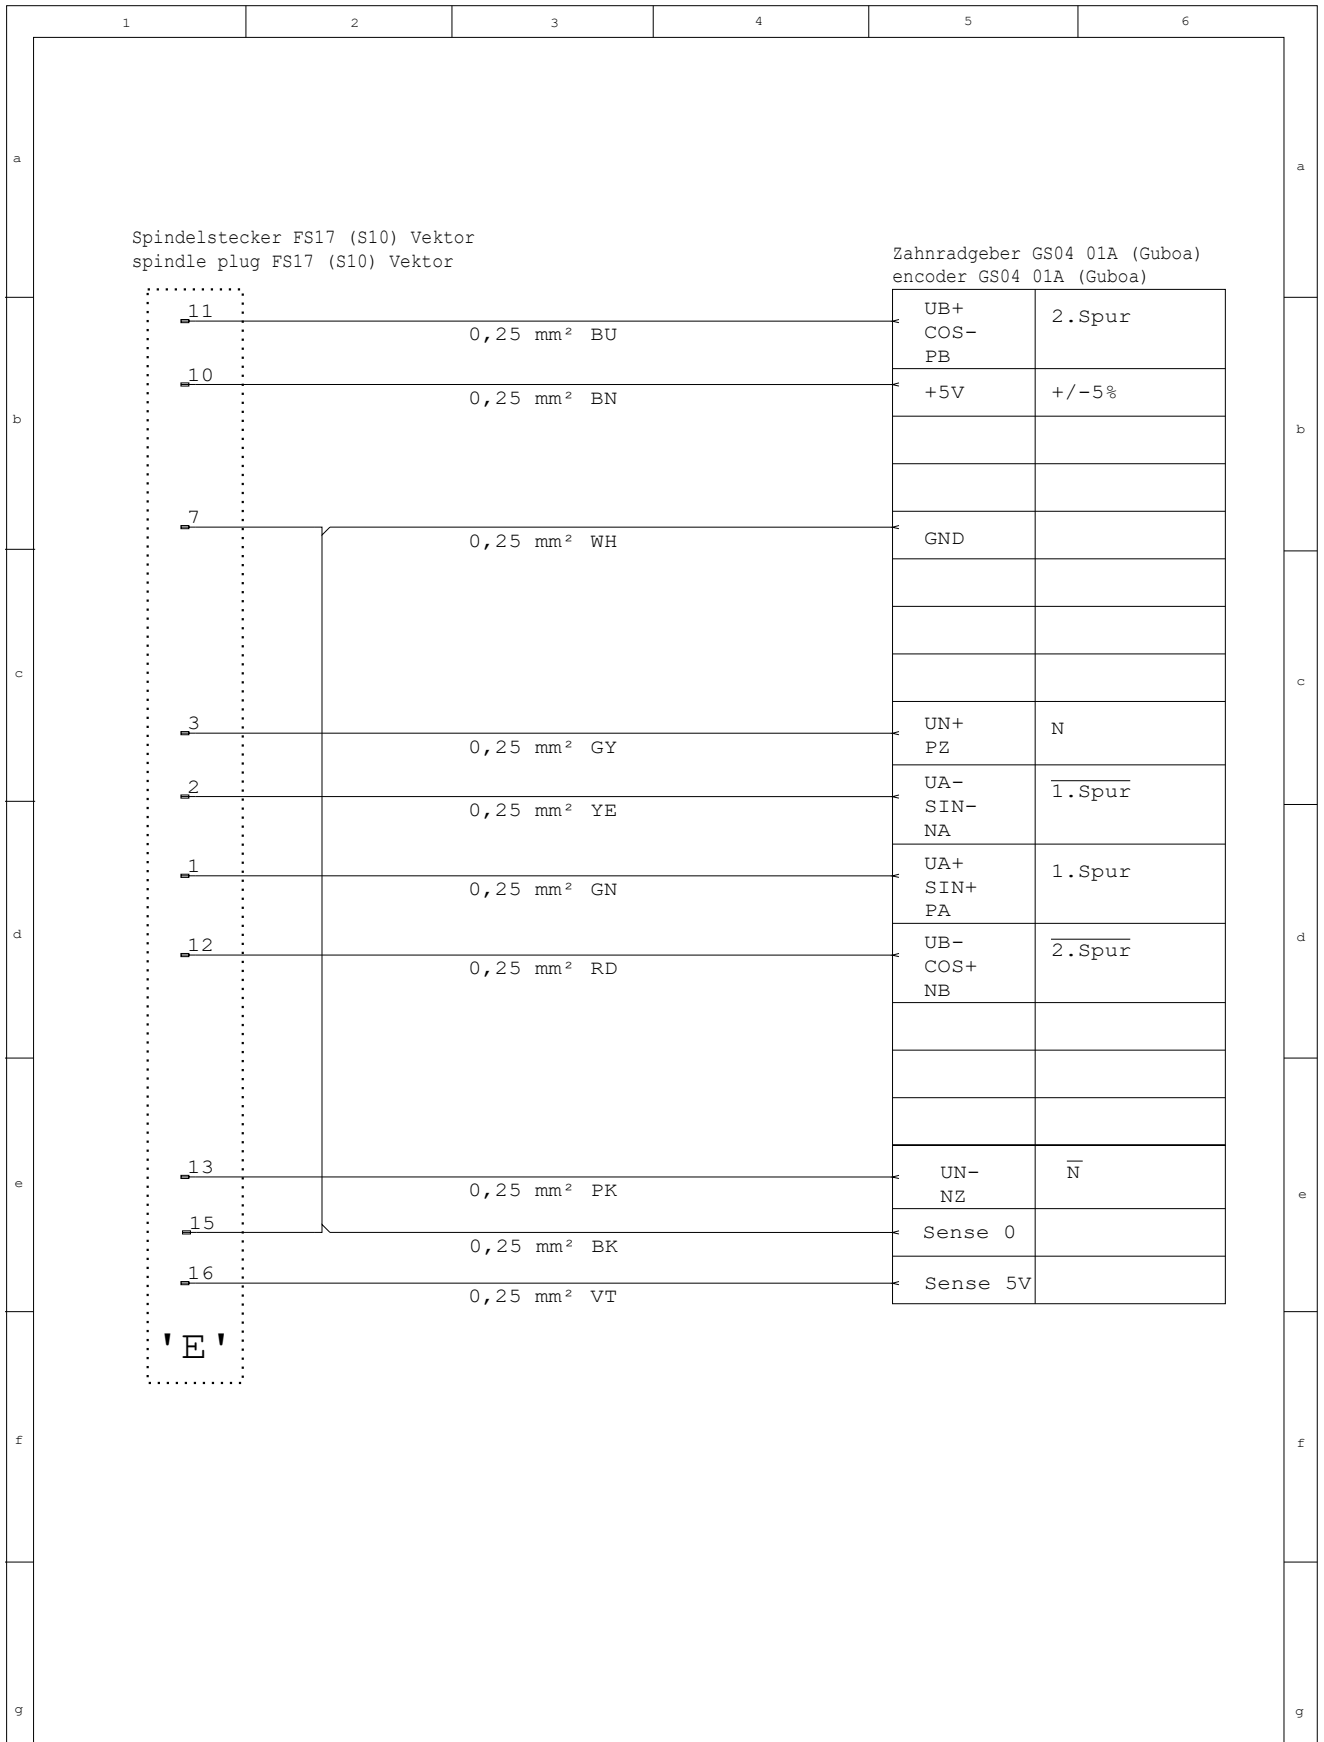 1 2 3 4 5 6
a a
Spindelstecker FS17 (S10) Vektor
spindle plug FS17 (S10) Vektor
Zahnradgeber GS04 01A (Guboa)
encoder GS04 01A (Guboa)
11 0,25 mm² BU UB+ 2.Spur
COS-
PB
10 0,25 mm² BN +5V +/-5%
b b
7 0,25 mm² WH GND
c c
3 0,25 mm² GY UN+ N
PZ
2 0,25 mm² YE UA- 1.Spur
SIN-
NA
1 0,25 mm² GN UA+ 1.Spur
SIN+
PA
d d
12 0,25 mm² RD UB- 2.Spur
COS+
NB
13 0,25 mm² PK UN- N
NZ
e e
15 0,25 mm² BK Sense 0
16 0,25 mm² VT Sense 5V
'E'
f f
g g